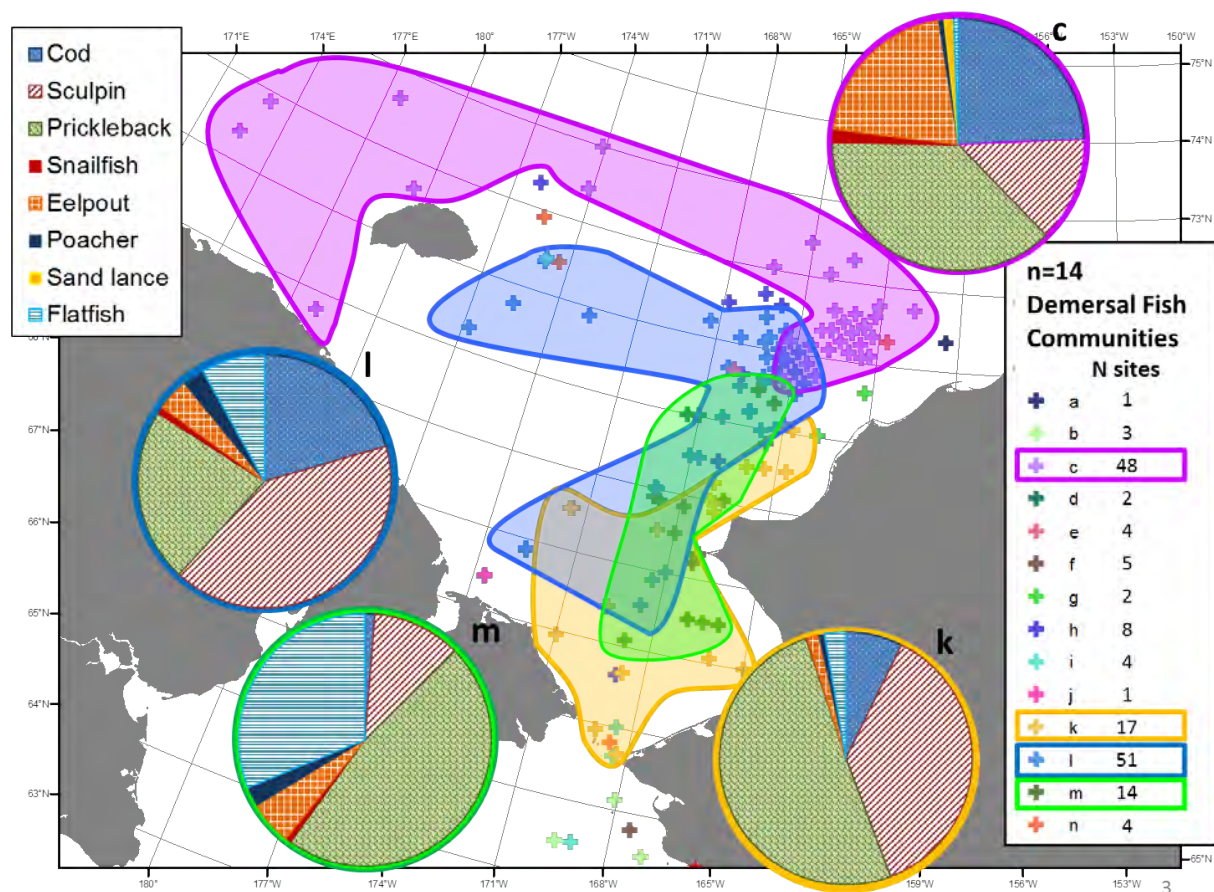 171°E 174°E 177°E 180° 177°W 174°W 171°W 168°W 165°W 156°W 153°W 150°W
Cod
Sculpin
Prickleback
Snailfish
Eelpout
Poacher
Sand lance
Flatfish
c
75°N
74°N
73°N
n=14
Demersal Fish
Communities
N sites
a 1
b 3
c 48
d 2
e 4
f 5
g 2
h 8
i 4
j 1
k 17
l 51
m 14
n 4
l
m
k
67°N
66°N
65°N
64°N
63°N
65°N
180° 177°W 174°W 171°W 168°W 165°W 159°W 156°W 153°W
3